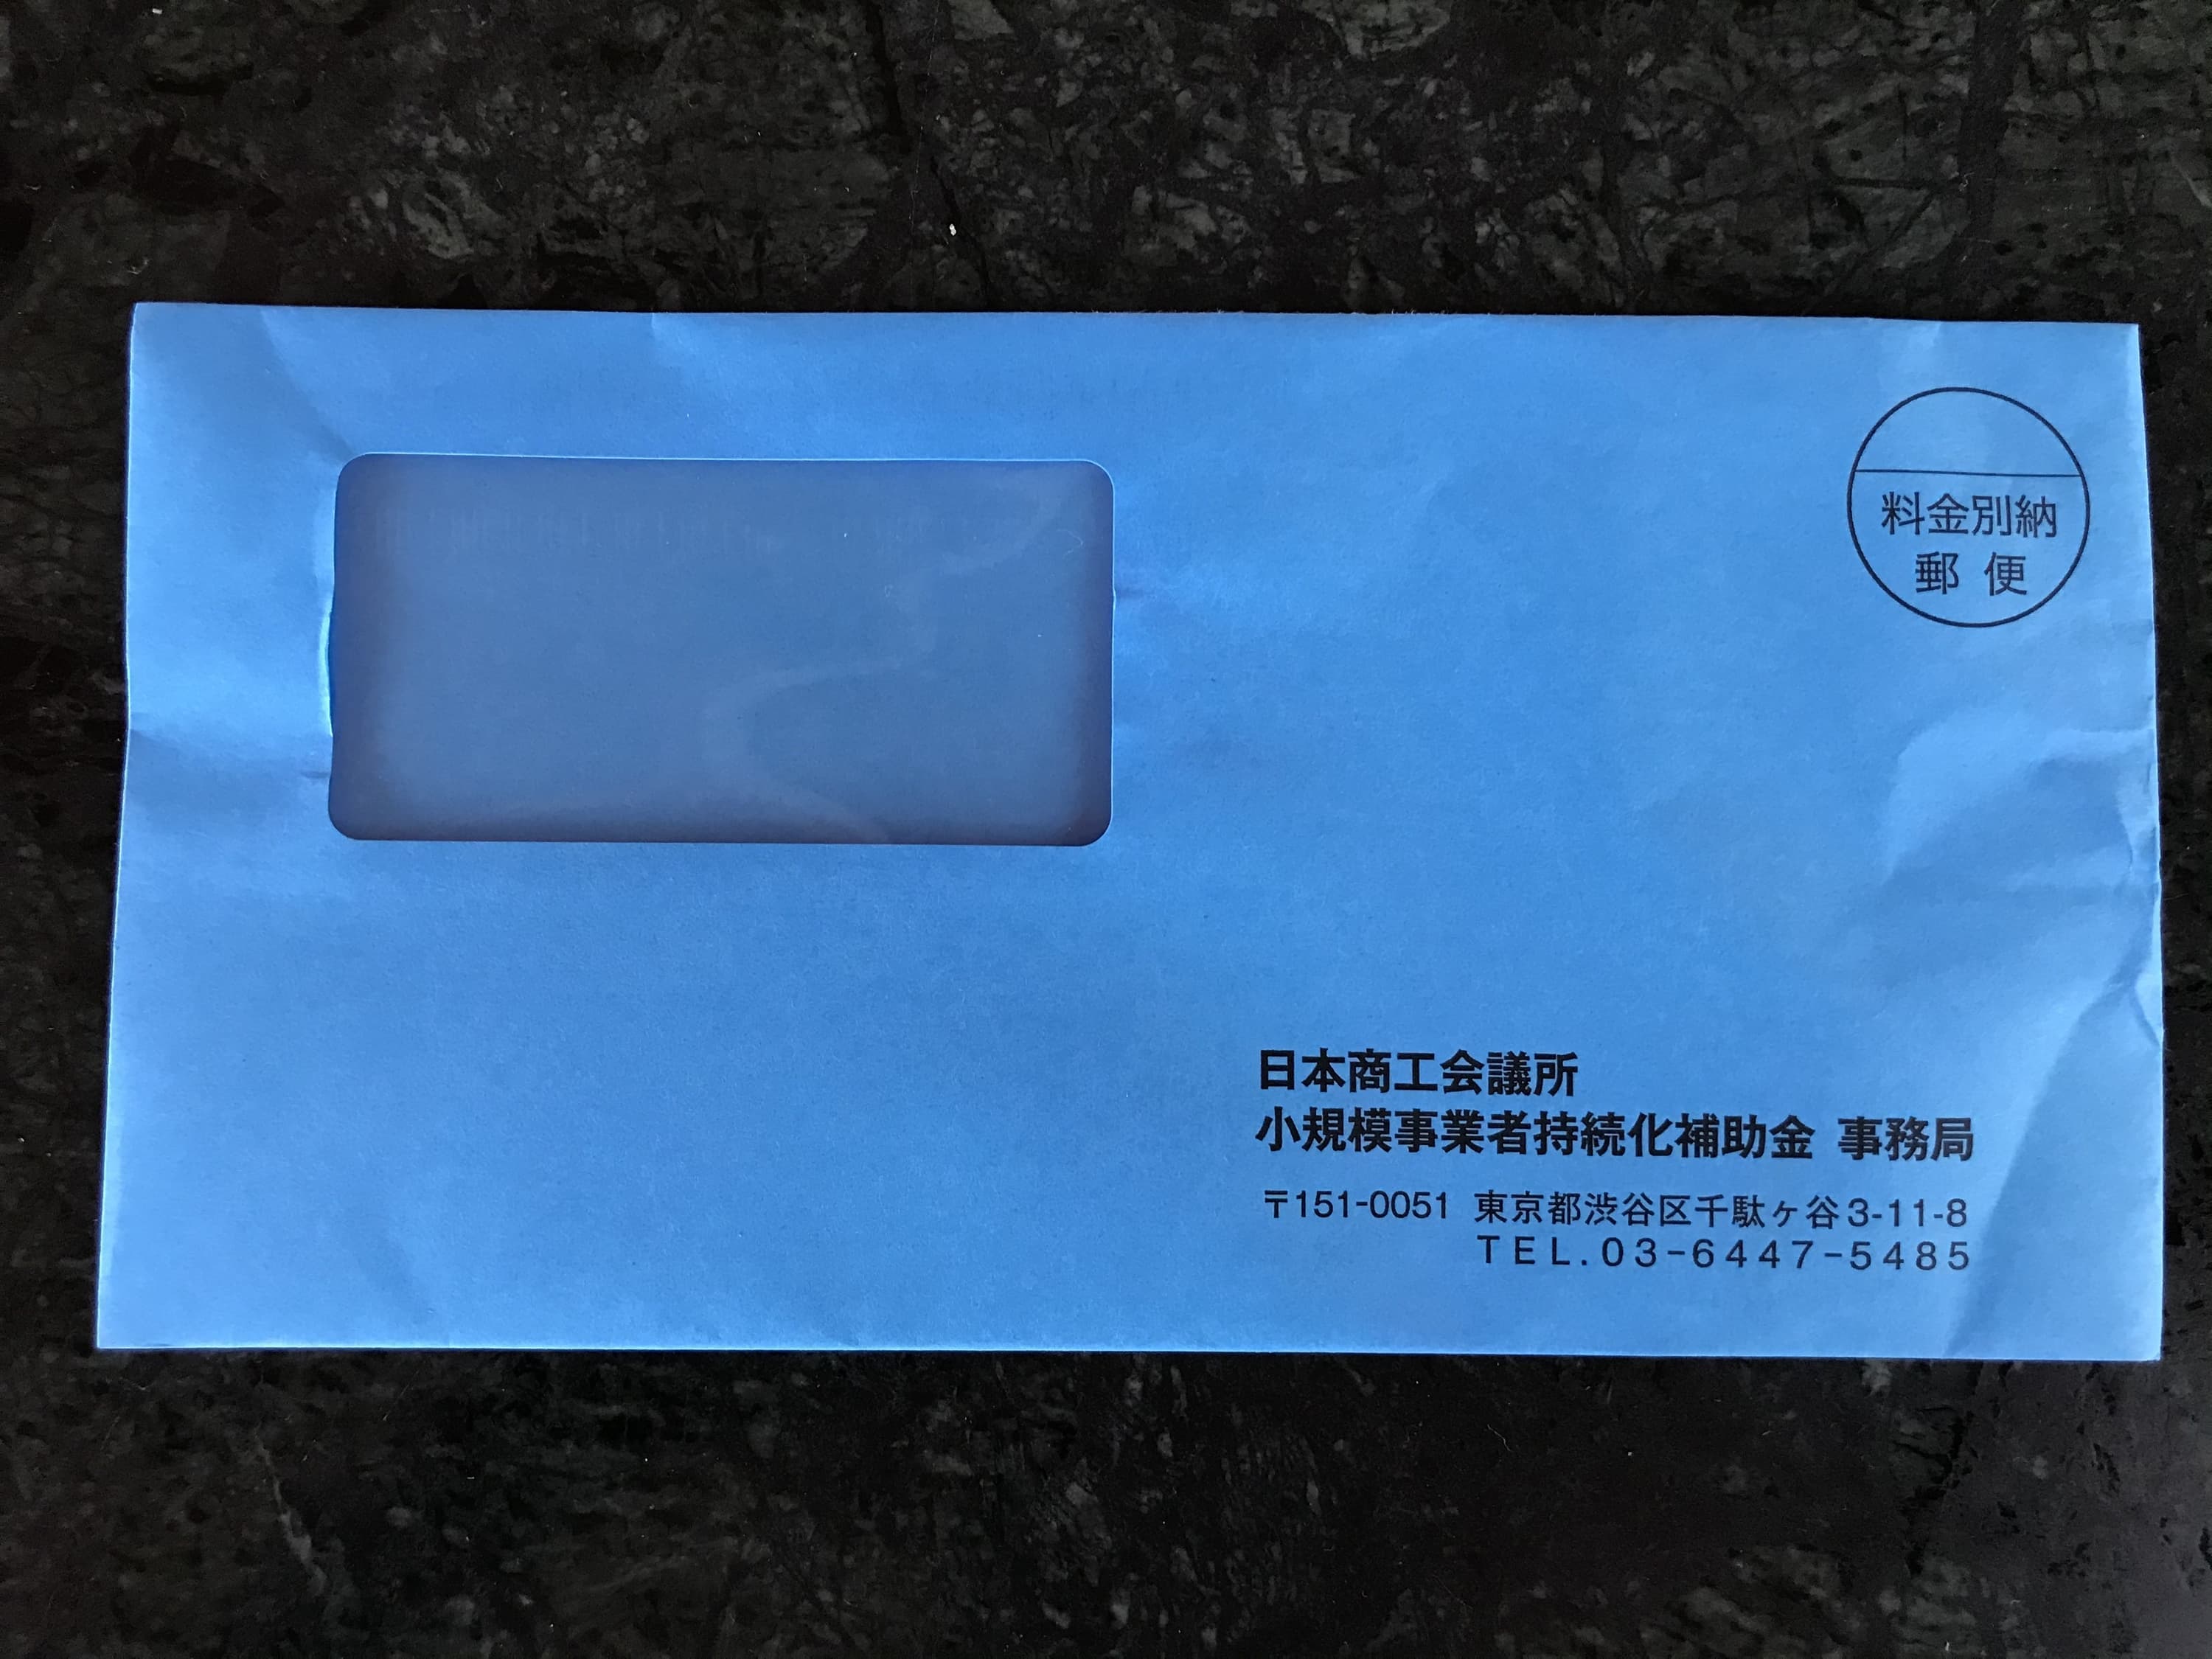 料金別納
郵便
日本商工会議所
小規模事業者持続化補助金 事務局
〒151-0051 東京都渋谷区千駄ヶ谷3-11-8
TEL.03-6447-5485